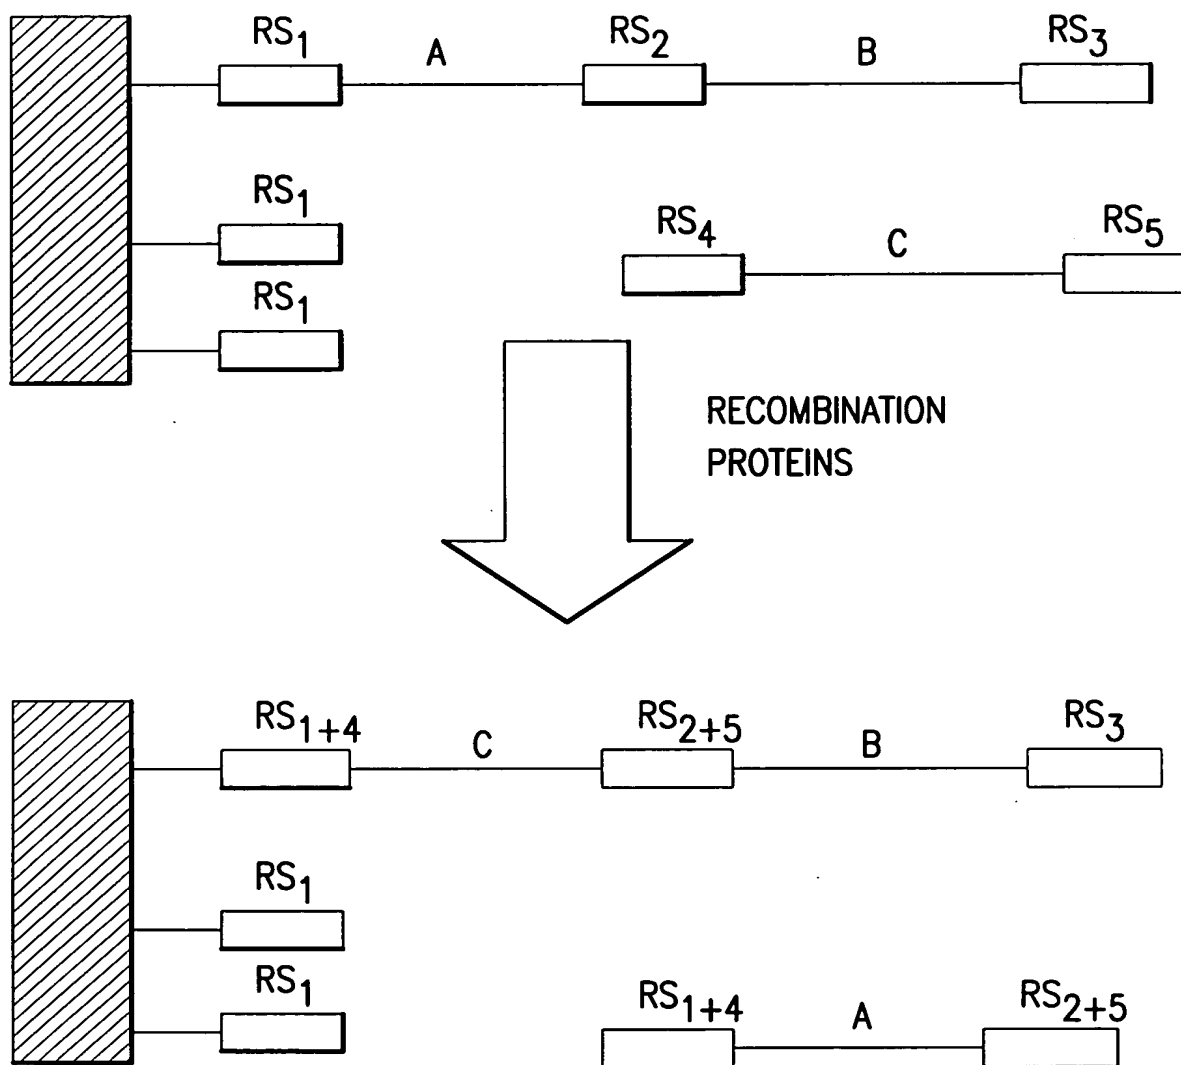 RS1 A RS2 B RS3
RS1
RS4 C RS5
RS1
RECOMBINATION
PROTEINS
RS1+4 C RS2+5 B RS3
RS1
RS1
RS1+4 A RS2+5